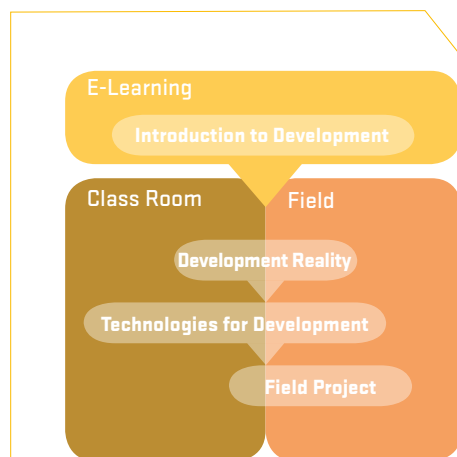 E-Learning
Introduction to Development
Class Room
Field
Development Reality
Technologies for Development
Field Project